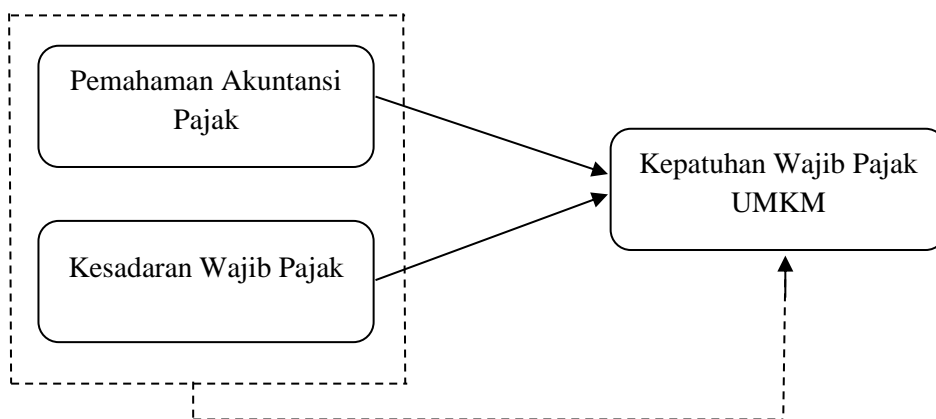 Pemahaman Akuntansi
Pajak
Kesadaran Wajib Pajak
Kepatuhan Wajib Pajak
UMKM